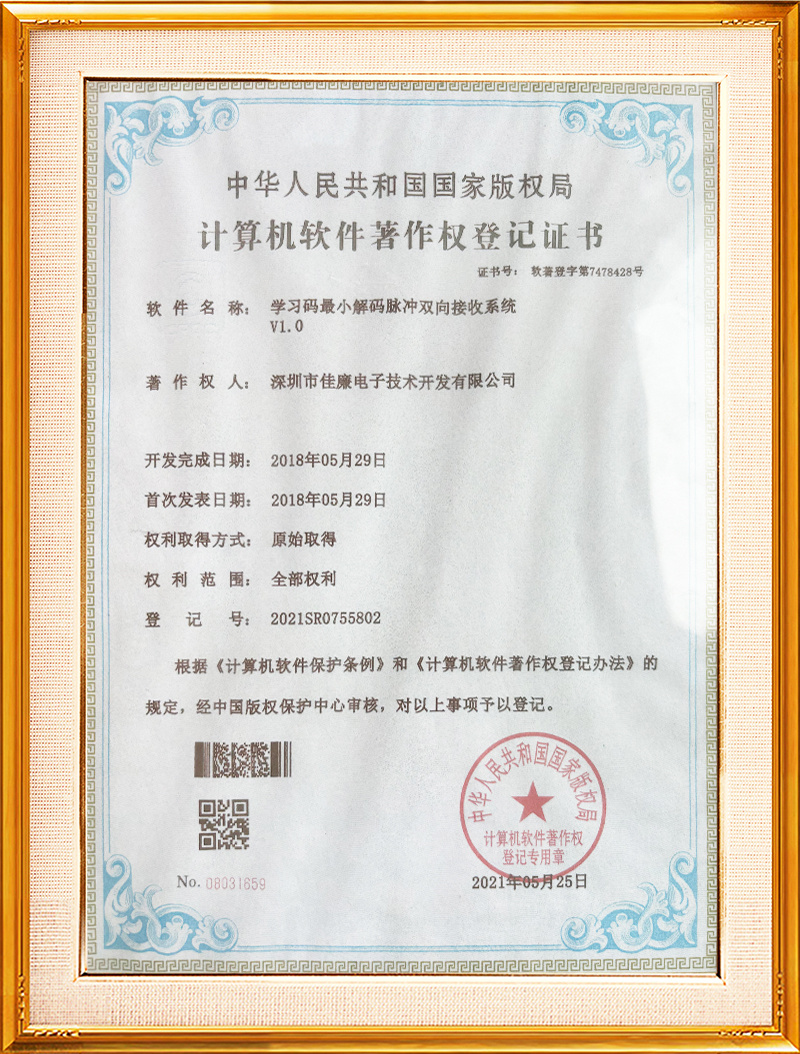 中华人民共和国国家版权局
计算机软件著作权登记证书
证书号： 软著登字第7478428号
软件名称： 学习码最小解码脉冲双向接收系统
V1.0
著作权人： 深圳市佳廉电子技术开发有限公司
开发完成日期： 2018年05月29日
首次发表日期： 2018年05月29日
权利取得方式： 原始取得
权利范围： 全部权利
登记号： 2021SR0755802
根据《计算机软件保护条例》和《计算机软件著作权登记办法》的
规定，经中国版权保护中心审核，对以上事项予以登记。
中华人民共和国国家版权局
计算机软件著作权
登记专用章
No. 08031659
2021年05月25日